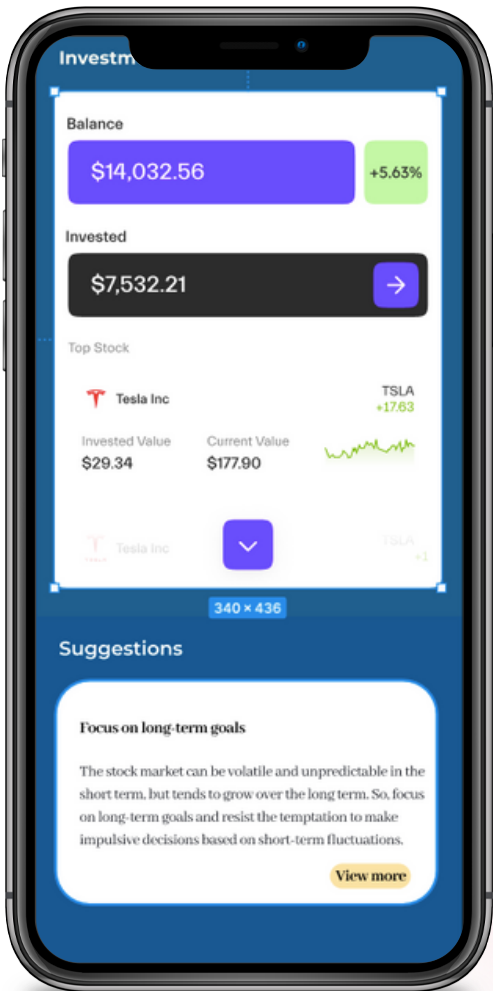 Investm
Balance
$14,032.56
+5.63%
Invested
$7,532.21
Top Stock
Tesla Inc
TSLA
+17.63
Invested Value
Current Value
$29.34
$177.90
Tesla Inc
TSLA
+1
340 × 436
Suggestions
Focus on long-term goals
The stock market can be volatile and unpredictable in the
short term, but tends to grow over the long term. So, focus
on long-term goals and resist the temptation to make
impulsive decisions based on short-term fluctuations.
View more